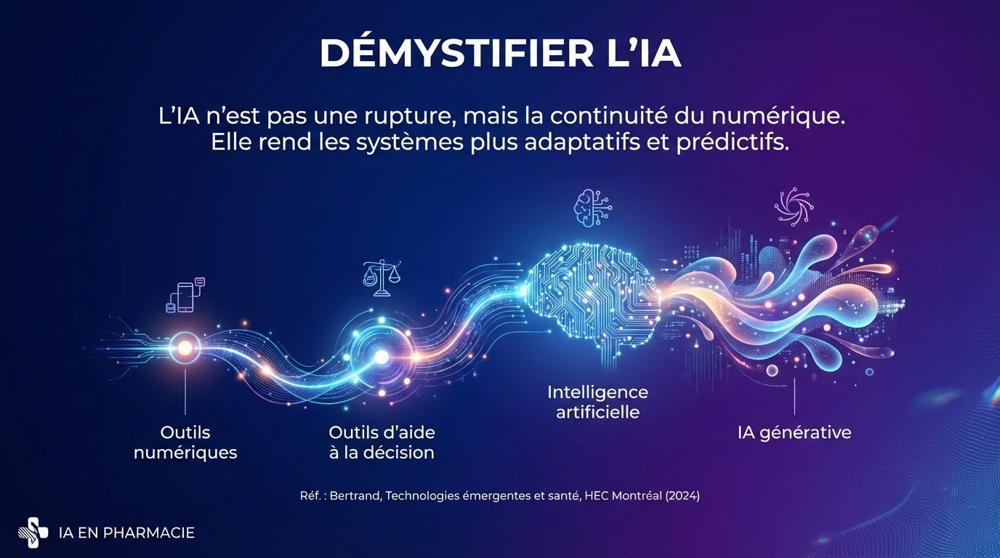 DÉMYSTIFIER L’IA
L’IA n’est pas une rupture, mais la continuité du numérique.
Elle rend les systèmes plus adaptatifs et prédictifs.
Outils
numériques
Outils d’aide
à la décision
Intelligence
artificielle
IA générative
Réf. : Bertrand, Technologies émergentes et santé, HEC Montréal (2024)
IA EN PHARMACIE